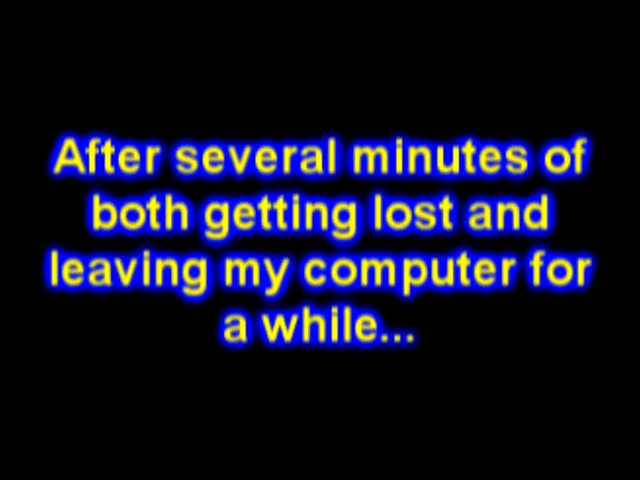 After several minutes of
both getting lost and
leaving my computer for
a while...